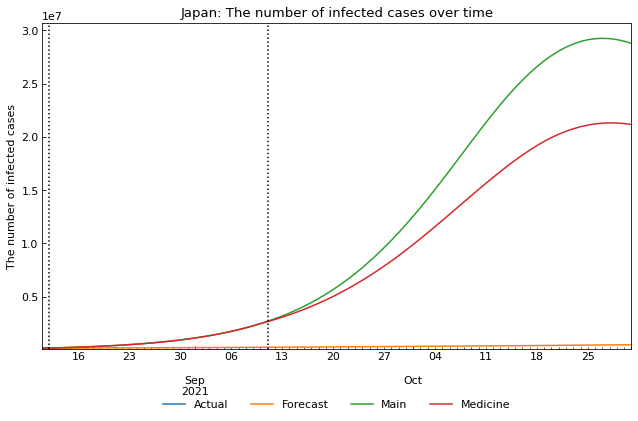 Japan: The number of infected cases over time
1e7
3.0
2.5
2.0
1.5
1.0
0.5
The number of infected cases
16 23 30 06 13 20 27 04 11 18 25
Sep Oct
2021
Actual Forecast Main Medicine